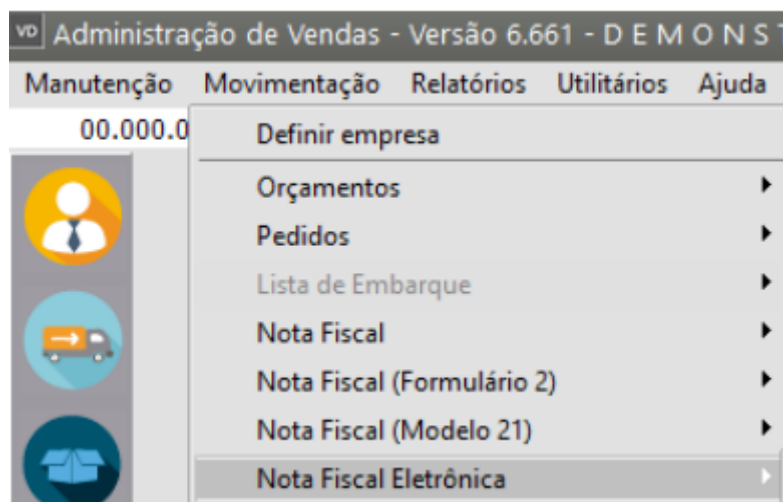 VD Administração de Vendas - Versão 6.661 - D E M O N S T
Manutenção Movimentação Relatórios Utilitários Ajuda
00.000.0
Definir empresa
Orçamentos
Pedidos
Lista de Embarque
Nota Fiscal
Nota Fiscal (Formulário 2)
Nota Fiscal (Modelo 21)
Nota Fiscal Eletrônica